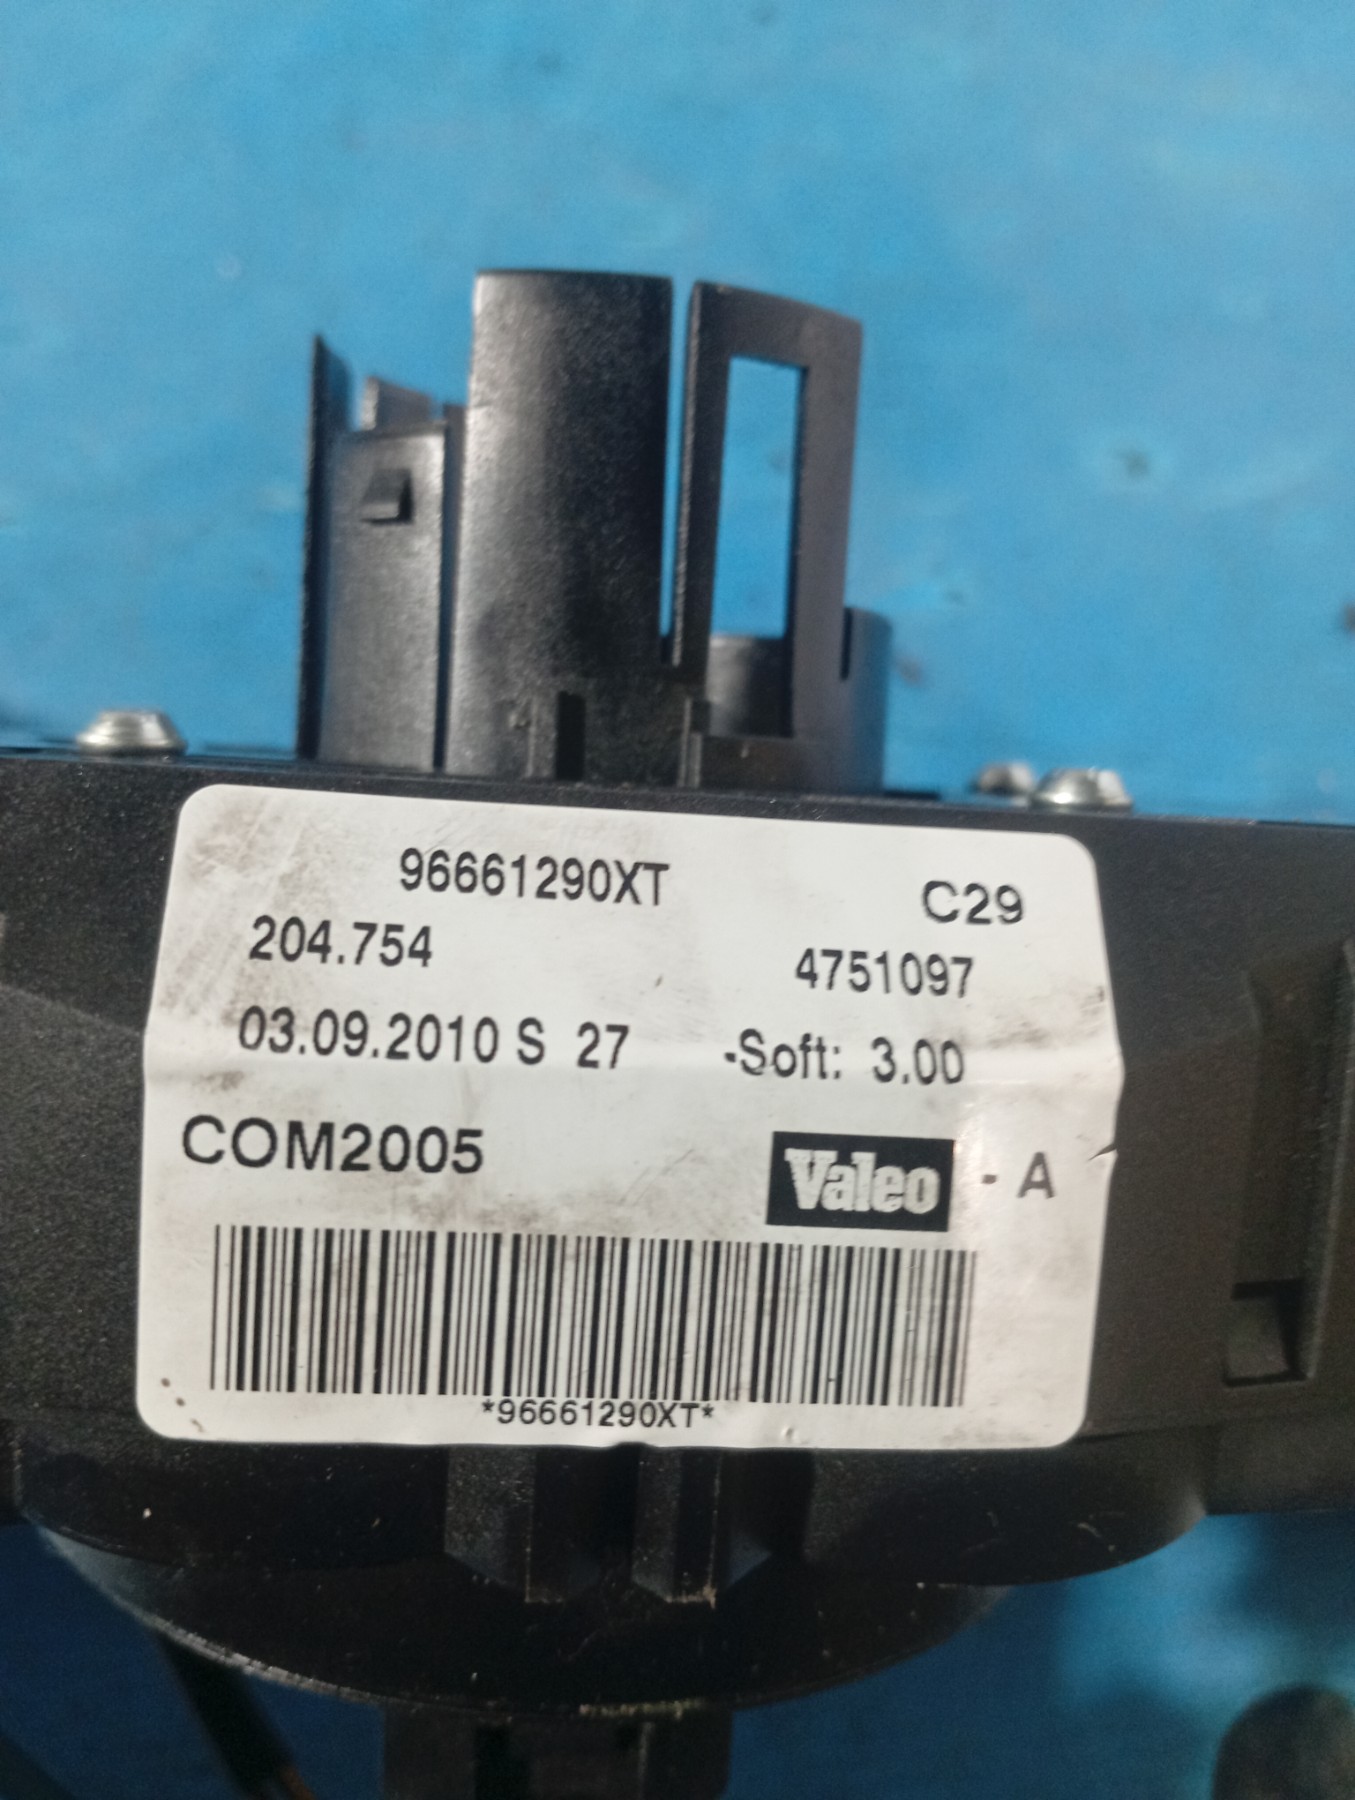 96661290XT C29
204.754 4751097
03.09.2010 S 27 -Soft: 3.00
COM2005 Valeo - A
*96661290XT*